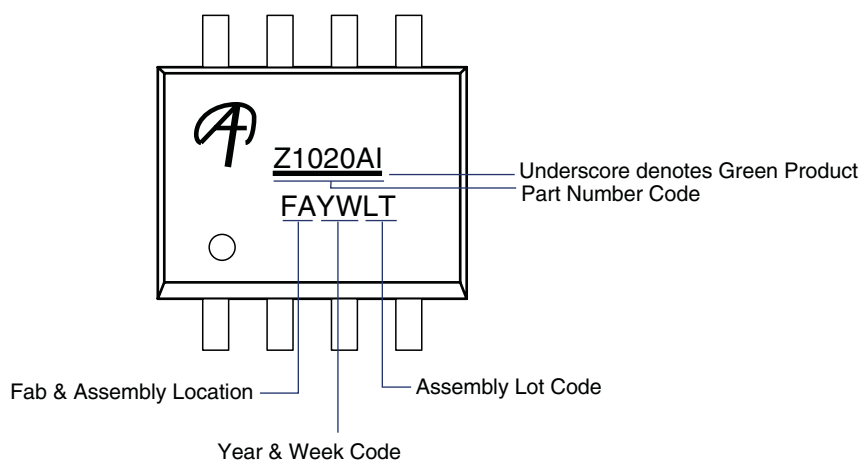 Z1020AI
Underscore denotes Green Product
Part Number Code
FAYWLT
Fab & Assembly Location
Assembly Lot Code
Year & Week Code